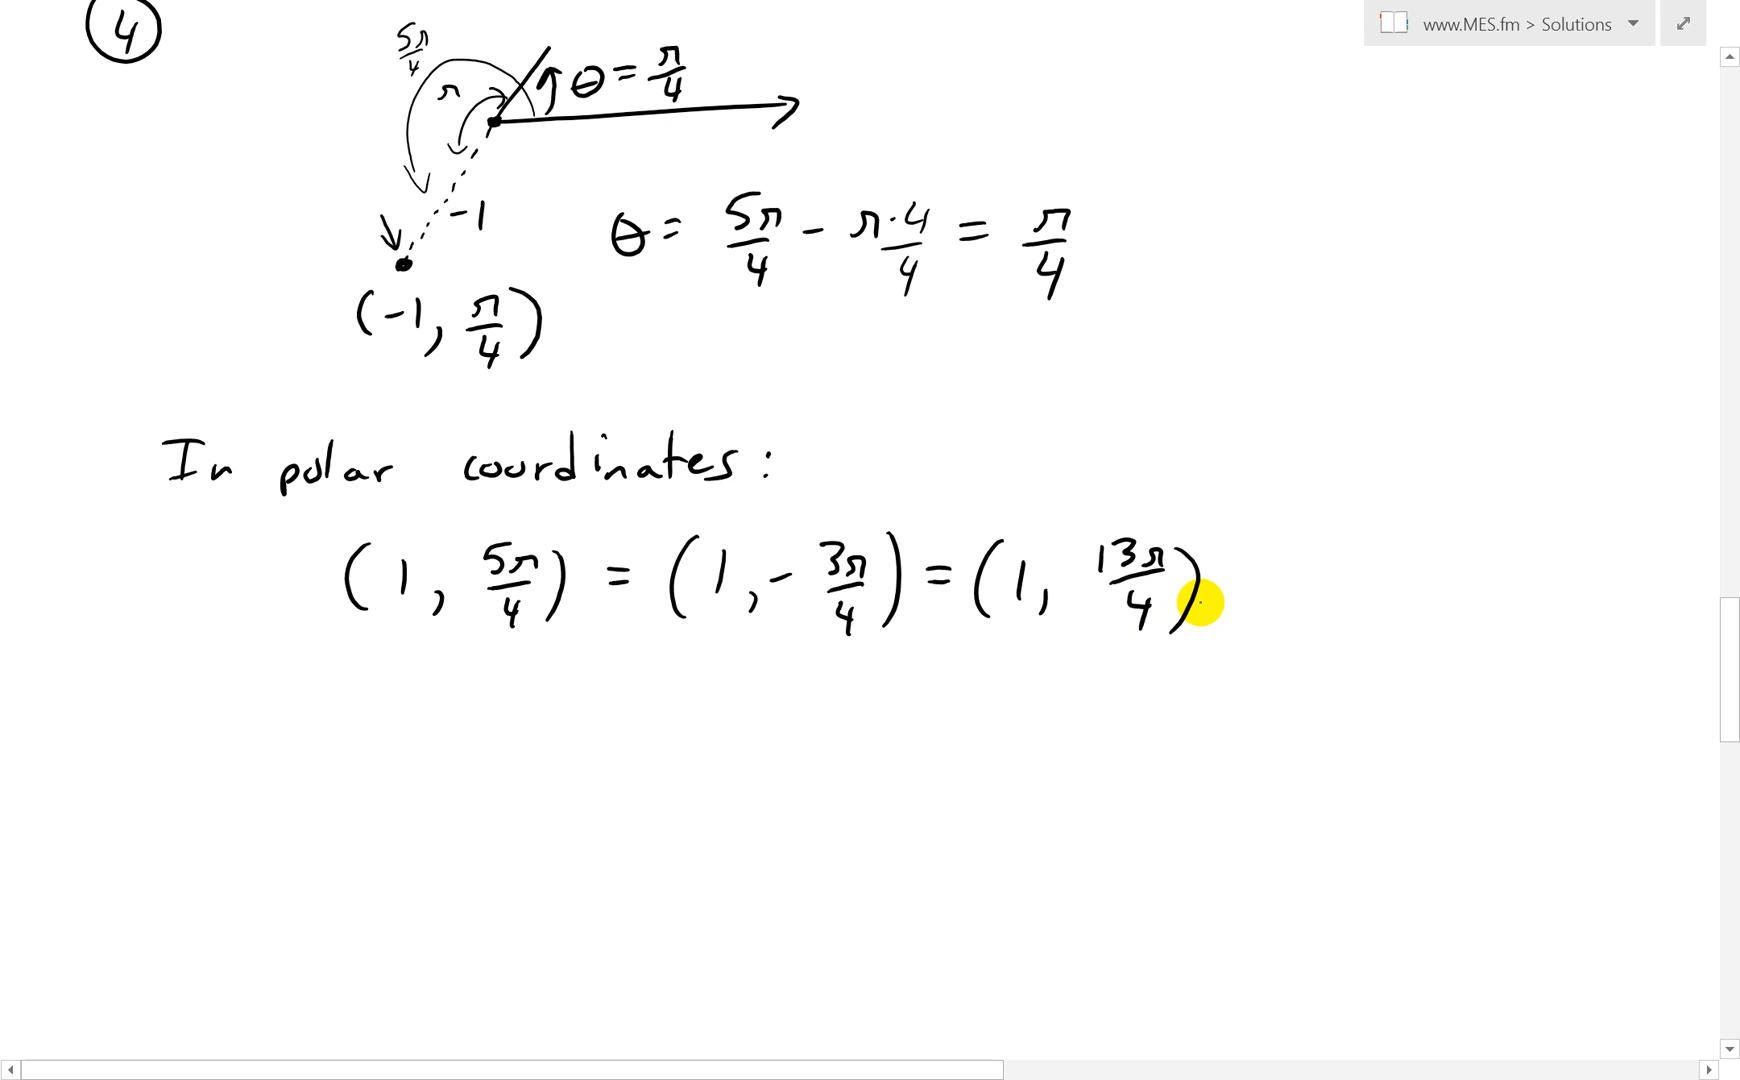 4
www.MES.fm > Solutions
5π/4
π
θ = π/4
-1
θ = 5π/4 - π·4/4 = π/4
(-1, π/4)
In polar coordinates:
(1, 5π/4) = (1, -3π/4) = (1, 13π/4)